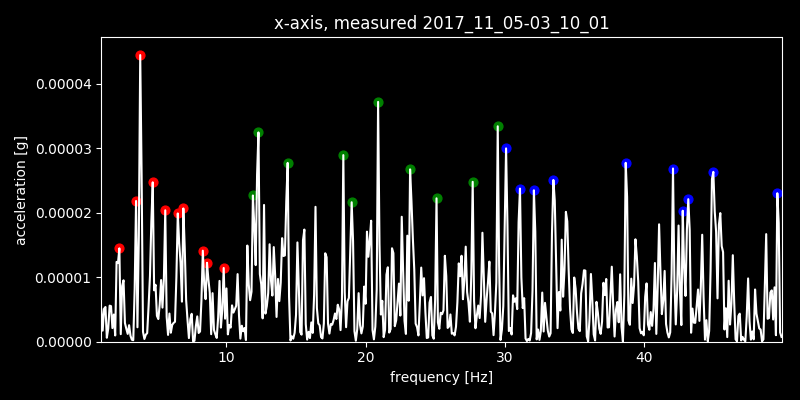 x-axis, measured 2017_11_05-03_10_01
acceleration [g]
0.00004
0.00003
0.00002
0.00001
0.00000
10 20 30 40
frequency [Hz]